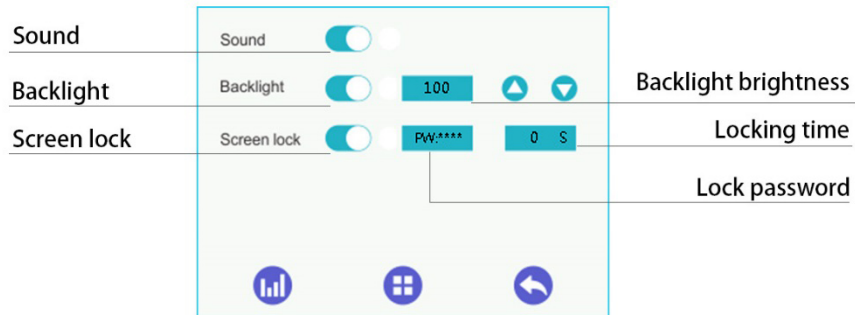 Sound
Sound
Backlight
Backlight
100
Backlight brightness
Screen lock
Screen lock
PW:****
0 S
Locking time
Lock password